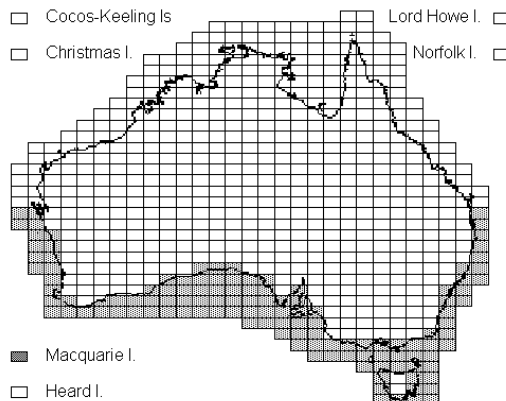 Cocos-Keeling Is
Lord Howe I.
Christmas I.
Norfolk I.
Macquarie I.
Heard I.